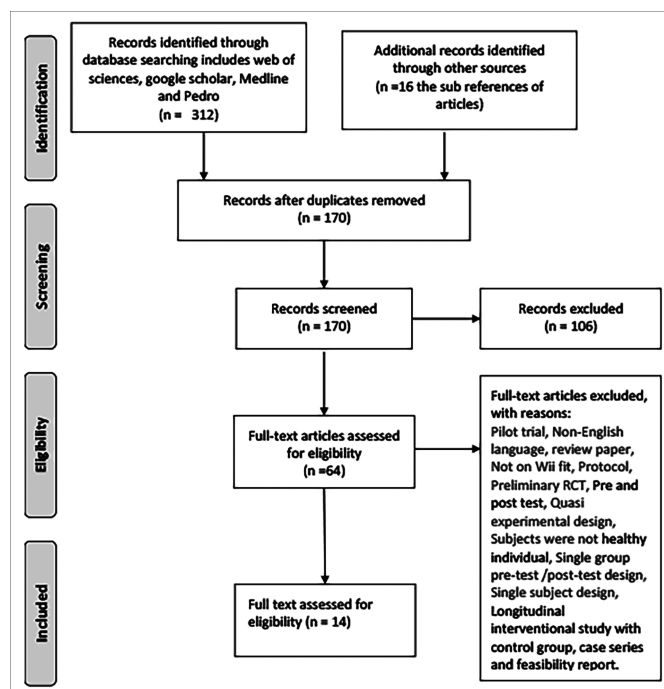 Identification
Records identified through
database searching includes web of
sciences, google scholar, Medline
and Pedro
(n = 312)
Additional records identified
through other sources
(n =16 the sub references of
articles)
Records after duplicates removed
(n = 170)
Screening
Records screened
(n = 170)
Records excluded
(n = 106)
Eligibility
Full-text articles assessed
for eligibility
(n =64)
Full-text articles excluded,
with reasons:
Pilot trial, Non-English
language, review paper,
Not on Wii fit, Protocol,
Preliminary RCT, Pre and
post test, Quasi
experimental design,
Subjects were not healthy
individual, Single group
pre-test /post-test design,
Single subject design,
Longitudinal
interventional study with
control group, case series
and feasibility report.
Included
Full text assessed for
eligibility (n = 14)